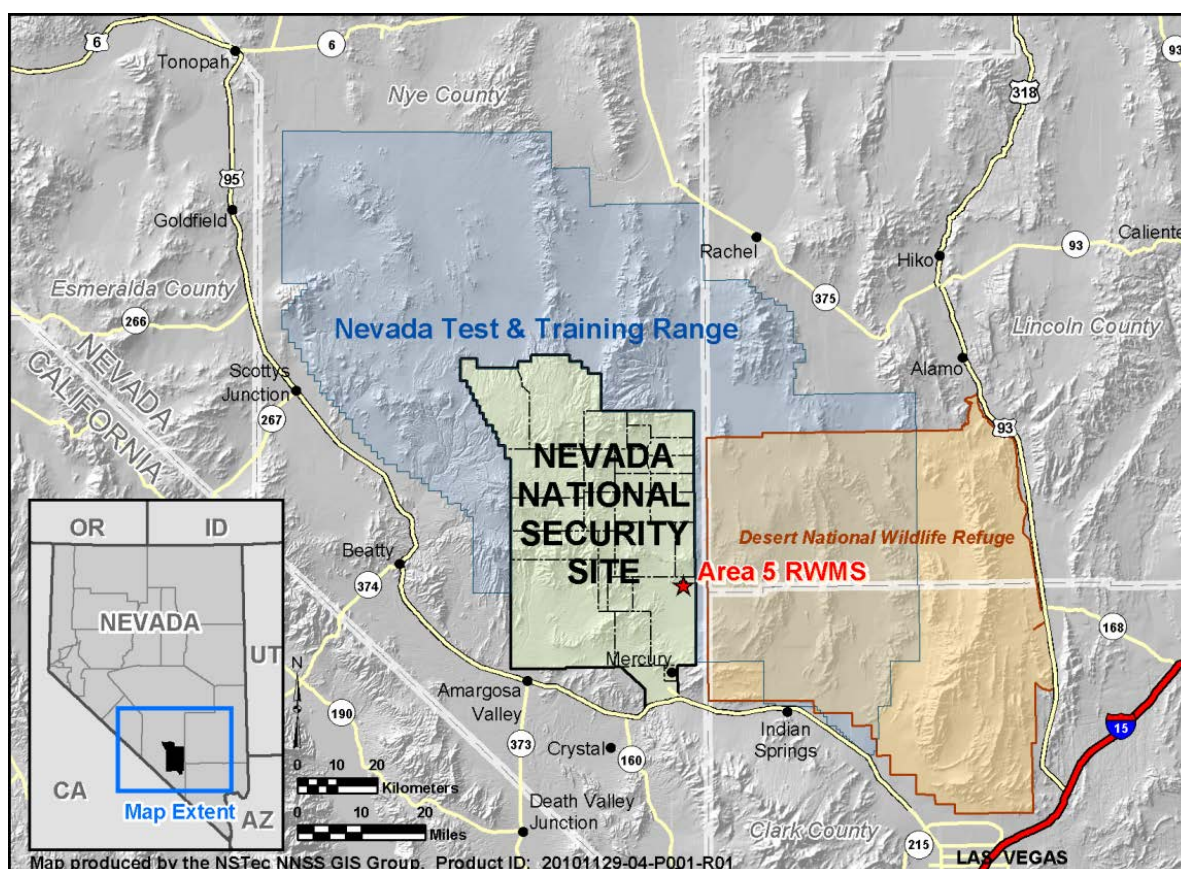 6
Tonopah
6
93
Nye County
318
95
Goldfield
Rachel
Hiko
93
Caliente
Esmeralda County
266
375
Lincoln County
Nevada Test & Training Range
NEVADA
CALIFORNIA
Scottys
Junction
267
Alamo
93
NEVADA
NATIONAL
SECURITY
SITE
Desert National Wildlife Refuge
Beatty
374
Area 5 RWMS
168
Mercury
Amargosa
Valley
190
373
Crystal
160
Indian
Springs
15
Death Valley
Junction
Clark County
215
LAS VEGAS
OR
ID
NEVADA
UT
CA
AZ
Map Extent
N
0 10 20
Kilometers
0 10 20
Miles
Map produced by the NSTec NNSS GIS Group. Product ID: 20101129-04-P001-R01